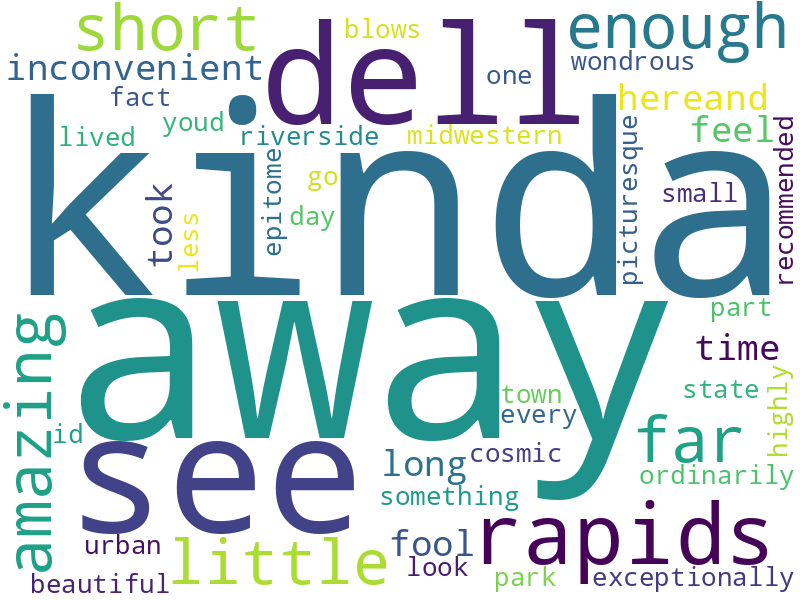 short
dell
blows
enough
inconvenient
one
wondrous
fact
hereand
lived
youd
riverside
midwestern
feel
kinda
took
less
epitome
go
day
picturesque
small
recommended
away
part
amazing
time
id
town
state
highly
see
every
far
long
cosmic
ordinarily
something
rapids
urban
little
fool
look
beautiful
park
exceptionally